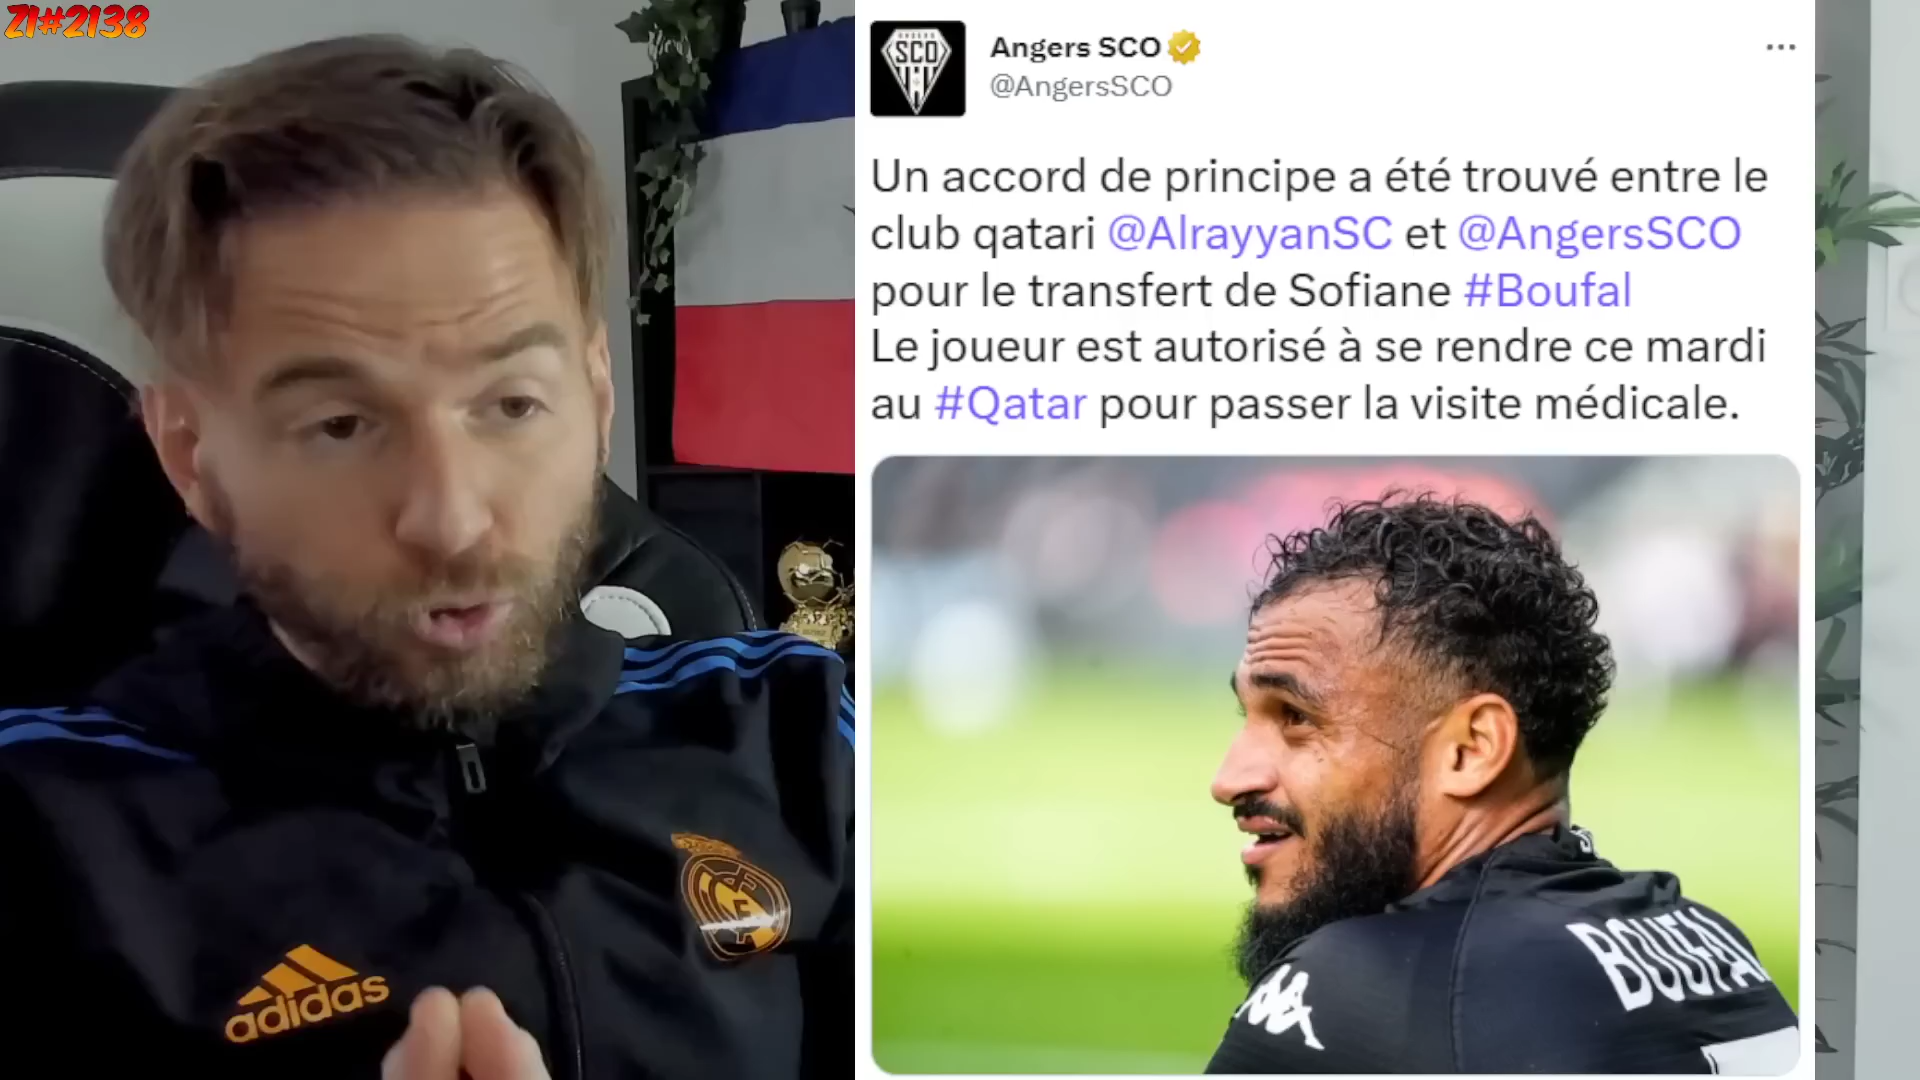 Z1#2138
SCO
Angers SCO
@AngersSCO
Un accord de principe a été trouvé entre le
club qatari @AlrayyanSC et @AngersSCO
pour le transfert de Sofiane #Boufal
Le joueur est autorisé à se rendre ce mardi
au #Qatar pour passer la visite médicale.
BOUFAL
adidas